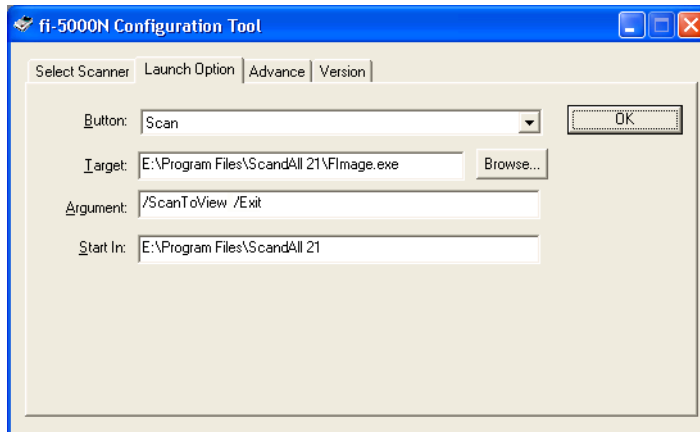 fi-5000N Configuration Tool
Select Scanner Launch Option Advance Version
Button: Scan OK
Target: E:\Program Files\ScandAll 21\FImage.exe Browse...
Argument: /ScanToView /Exit
Start In: E:\Program Files\ScandAll 21